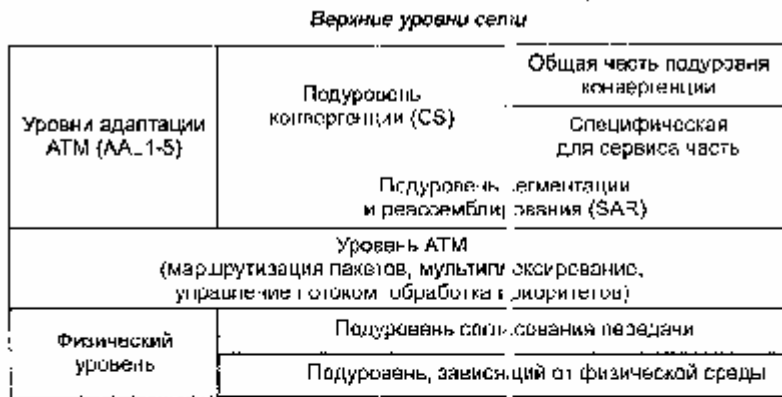 Верхние уровни сети
Уровни адаптации
ATM (AAL1-5)
Подуровень
конвергенции (CS)
Общая часть подуровня
конвергенции
Специфическая
для сервиса часть
Подуровень сегментации
и реассемблирования (SAR)
Уровень ATM
(маршрутизация пакетов, мультиплексирование,
управление потоком, обработка приоритетов)
Физический
уровень
Подуровень согласования передачи
Подуровень, зависящий от физической среды